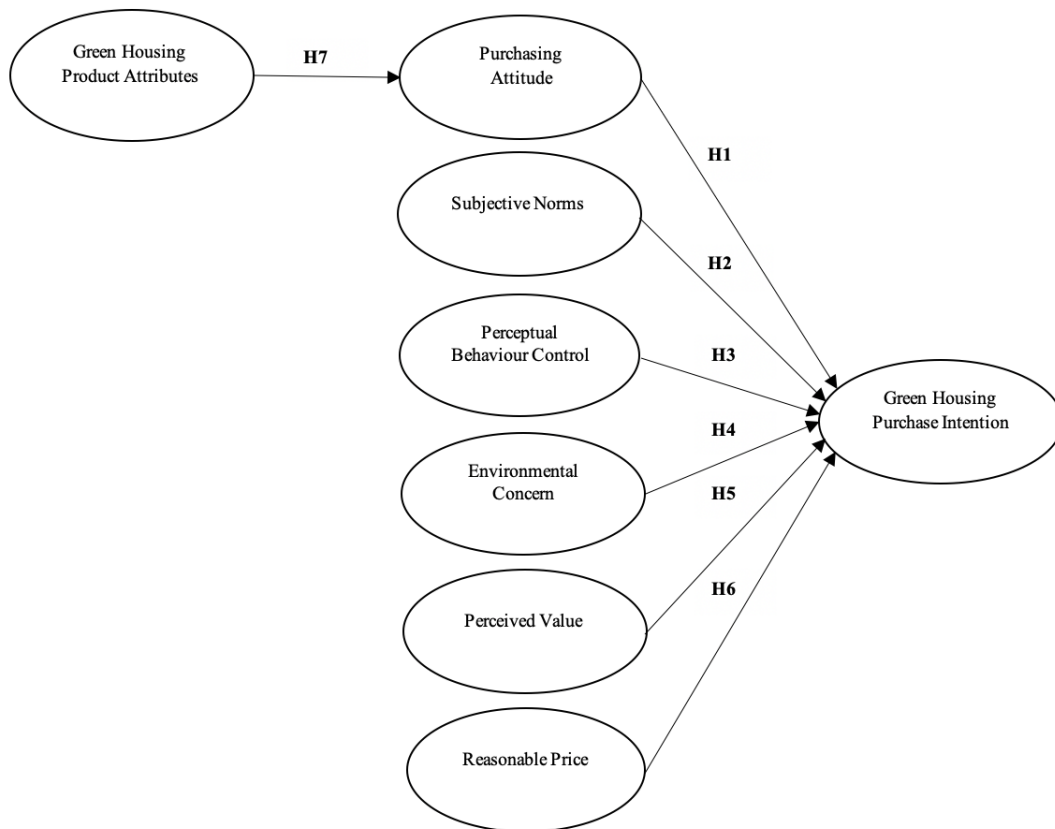 Green Housing
Product Attributes
H7
Purchasing
Attitude
H1
Subjective Norms
H2
Perceptual
Behaviour Control
H3
Green Housing
Purchase Intention
H4
Environmental
Concern
H5
H6
Perceived Value
Reasonable Price